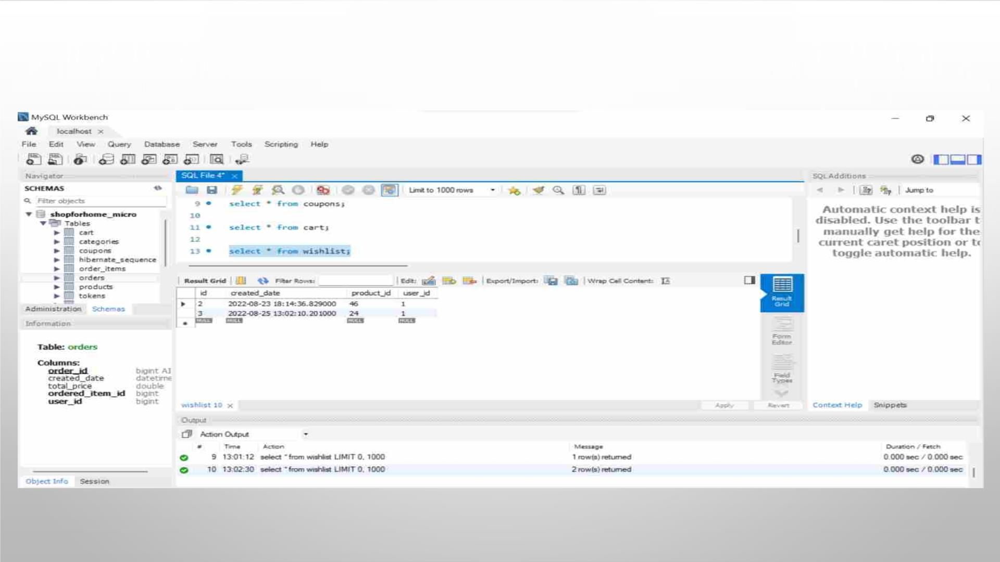 MySQL Workbench
localhost
File Edit View Query Database Server Tools Scripting Help
Navigator
SCHEMAS
Filter objects
shopforhome_micro
Tables
cart
categories
coupons
hibernate_sequence
order_items
orders
products
tokens
Administration Schemas
Information
Table: orders
Columns:
order_id bigint AI
created_date datetime
total_price double
ordered_item_id bigint
user_id bigint
Object Info Session
SQL File 4*
Limit to 1000 rows
9 select * from coupons;
10
11 select * from cart;
12
13 select * from wishlist;
Result Grid Filter Rows: Edit: Export/Import: Wrap Cell Content:
id created_date product_id user_id
2 2022-08-23 18:14:36.829000 46 1
3 2022-08-25 13:02:10.201000 24 1
NULL NULL NULL NULL
Result
Grid
Form
Editor
Field
Types
wishlist 10 Apply Revert
Output
Action Output
# Time Action Message Duration / Fetch
9 13:01:12 select * from wishlist LIMIT 0, 1000 1 row(s) returned 0.000 sec / 0.000 sec
10 13:02:30 select * from wishlist LIMIT 0, 1000 2 row(s) returned 0.000 sec / 0.000 sec
SQLAdditions
Jump to
Automatic context help is
disabled. Use the toolbar t
manually get help for the
current caret position or to
toggle automatic help.
Context Help Snippets